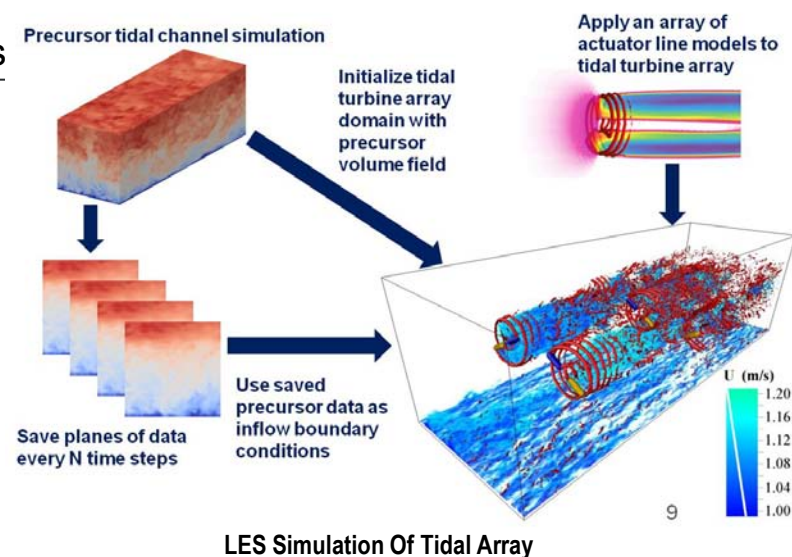 Precursor tidal channel simulation
S
Apply an array of
actuator line models to
tidal turbine array
Initialize tidal
turbine array
domain with
precursor
volume field
Use saved
precursor data as
inflow boundary
conditions
Save planes of data
every N time steps
U (m/s)
1.20
1.16
1.12
1.08
1.04
1.00
9
LES Simulation Of Tidal Array